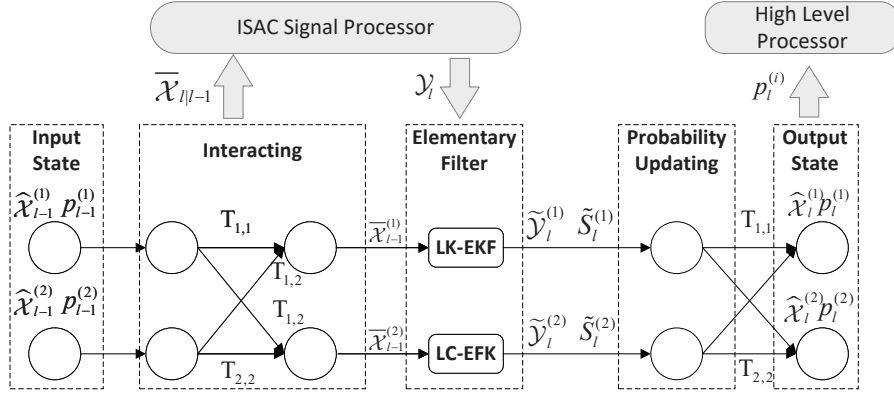 ISAC Signal Processor
High Level
Processor
𝒳̅_{l|l-1}
𝒴_l
p_l^{(i)}
Input
State
Interacting
Elementary
Filter
Probability
Updating
Output
State
𝒳̂_{l-1}^{(1)} p_{l-1}^{(1)}
T_{1,1}
𝒳̅_{l-1}^{(1)}
LK-EKF
𝒴̃_l^{(1)} S̃_l^{(1)}
T_{1,1}
𝒳̂_l^{(1)} p_l^{(1)}
T_{1,2}
T_{1,2}
𝒳̂_{l-1}^{(2)} p_{l-1}^{(2)}
T_{2,2}
𝒳̅_{l-1}^{(2)}
LC-EFK
𝒴̃_l^{(2)} S̃_l^{(2)}
T_{2,2}
𝒳̂_l^{(2)} p_l^{(2)}